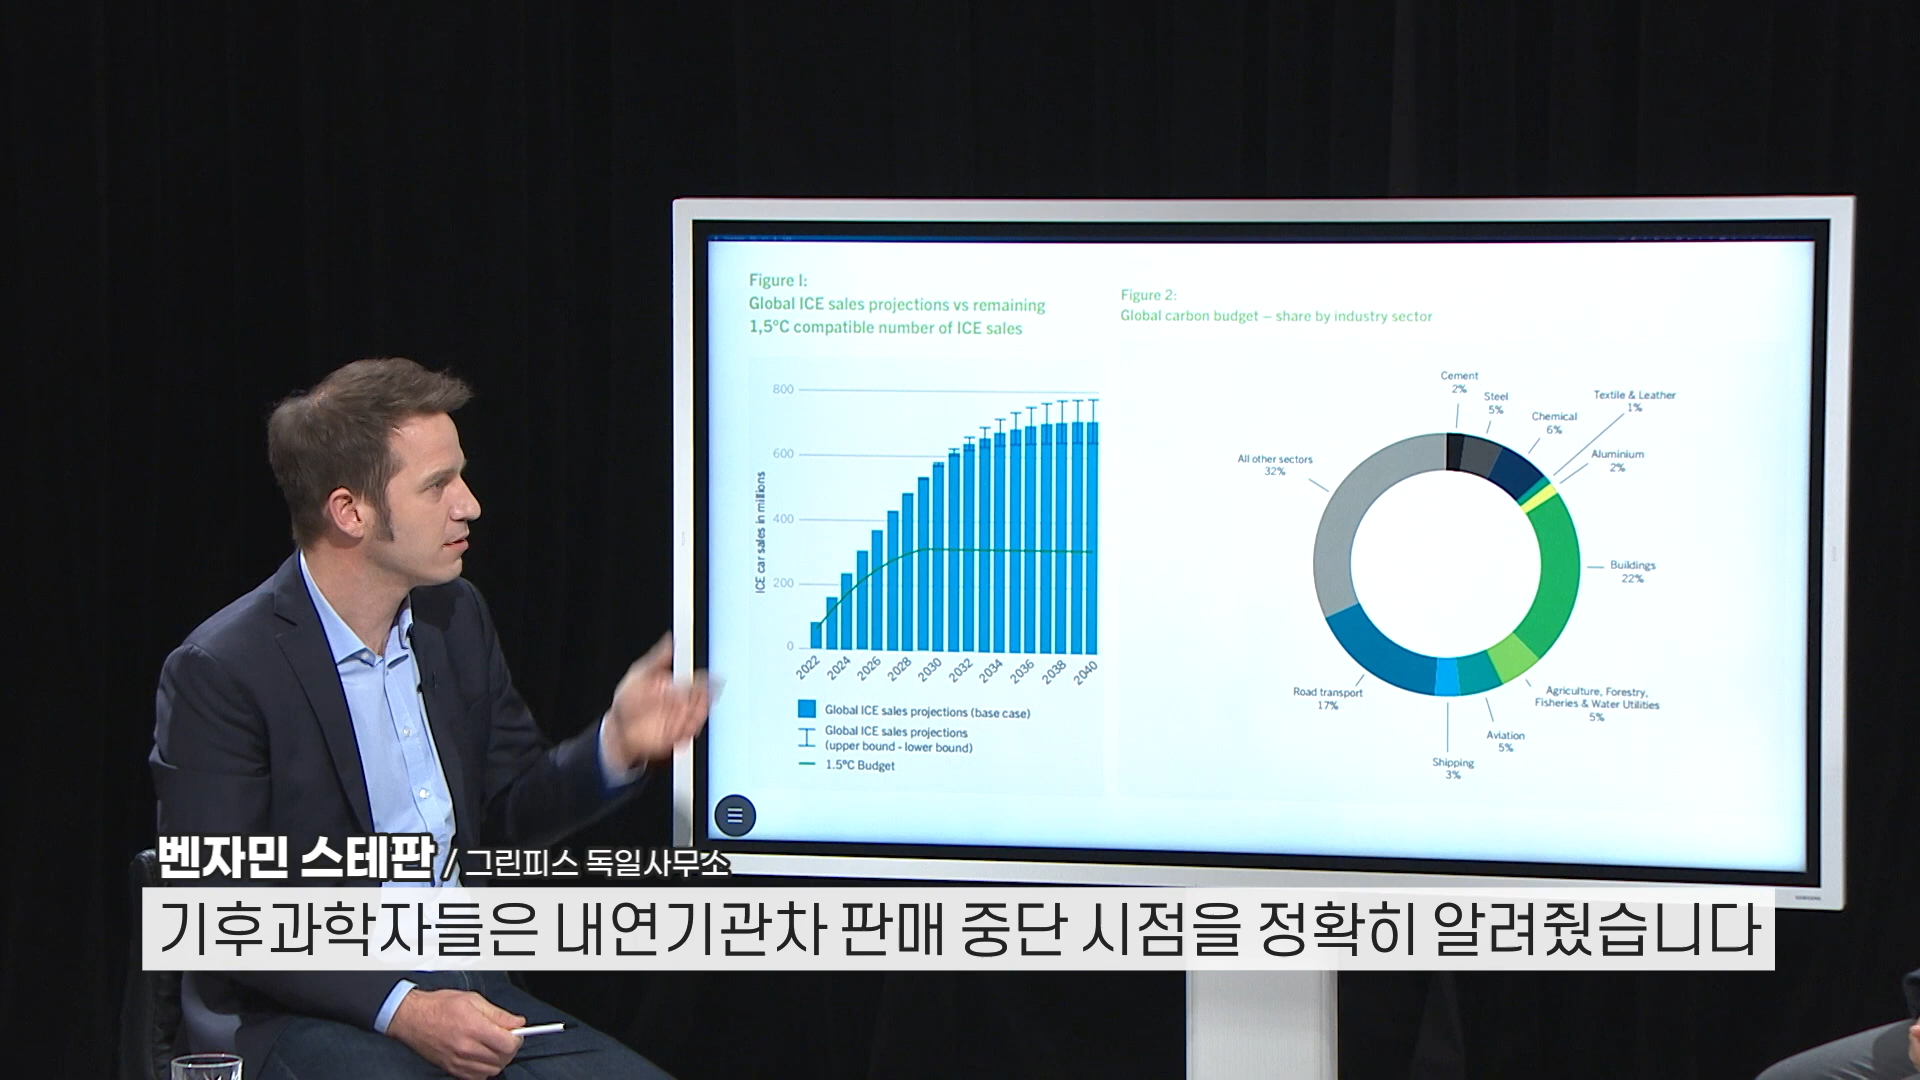 Figure 1:
Global ICE sales projections vs remaining
1,5°C compatible number of ICE sales
800
600
400
200
0
ICE car sales in millions
2022
2024
2026
2028
2030
2032
2034
2036
2038
2040
Global ICE sales projections (base case)
Global ICE sales projections
(upper bound - lower bound)
1.5°C Budget
Figure 2:
Global carbon budget – share by industry sector
Cement
2%
Steel
5%
Chemical
6%
Textile & Leather
1%
Aluminium
2%
Buildings
22%
Agriculture, Forestry,
Fisheries & Water Utilities
5%
Aviation
5%
Shipping
3%
Road transport
17%
All other sectors
32%
SAMSUNG
벤자민 스테판 / 그린피스 독일사무소
기후과학자들은 내연기관차 판매 중단 시점을 정확히 알려줬습니다